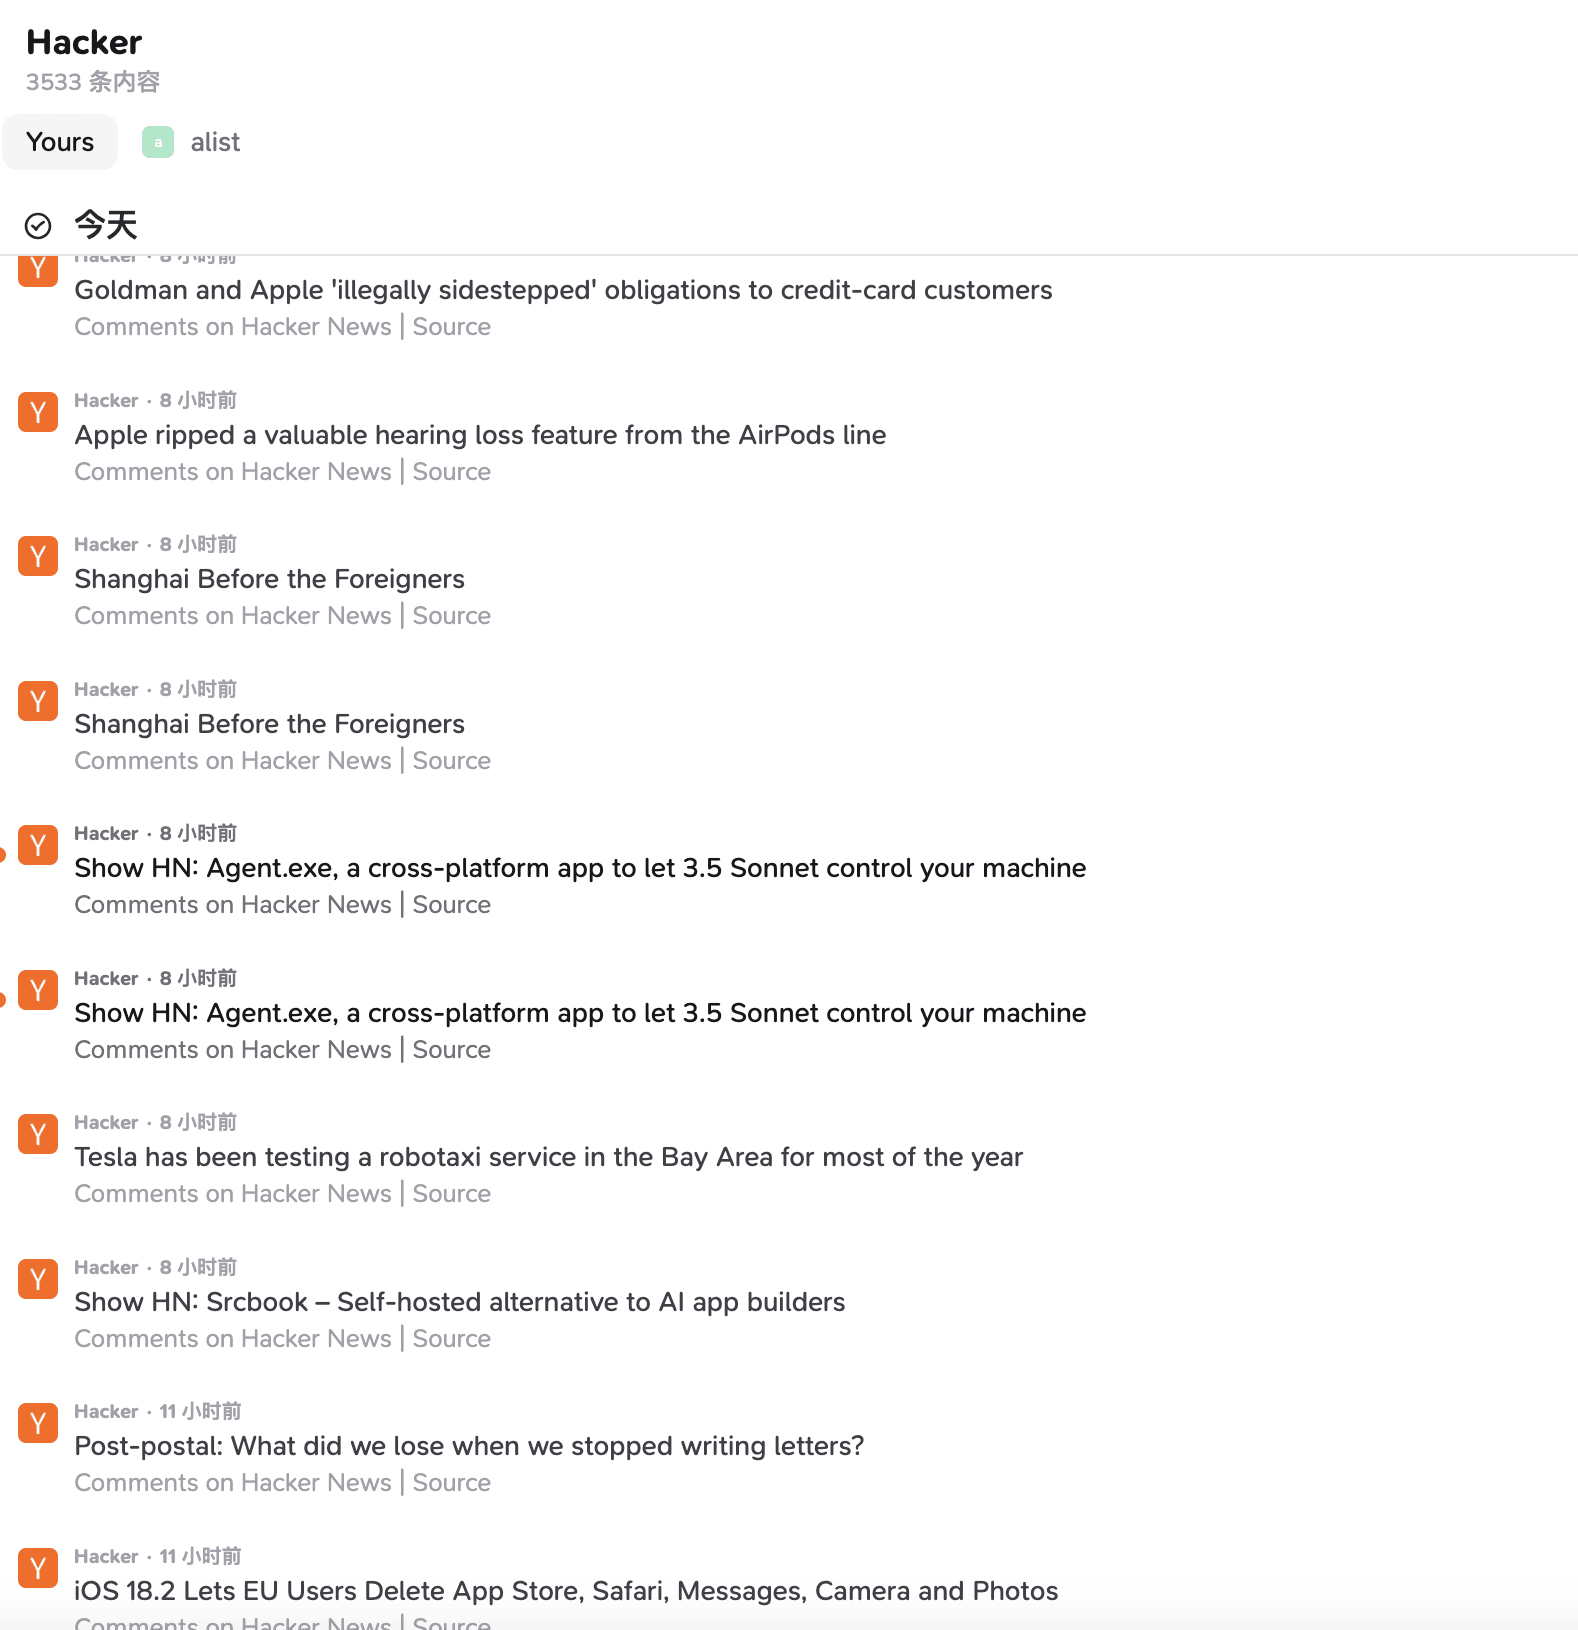 Hacker
3533 条内容
Yours
a alist
今天
Hacker · 8 小时前
Goldman and Apple 'illegally sidestepped' obligations to credit-card customers
Comments on Hacker News | Source
Y
Hacker · 8 小时前
Apple ripped a valuable hearing loss feature from the AirPods line
Comments on Hacker News | Source
Y
Hacker · 8 小时前
Shanghai Before the Foreigners
Comments on Hacker News | Source
Y
Hacker · 8 小时前
Shanghai Before the Foreigners
Comments on Hacker News | Source
Y
Hacker · 8 小时前
Show HN: Agent.exe, a cross-platform app to let 3.5 Sonnet control your machine
Comments on Hacker News | Source
Y
Hacker · 8 小时前
Show HN: Agent.exe, a cross-platform app to let 3.5 Sonnet control your machine
Comments on Hacker News | Source
Y
Hacker · 8 小时前
Tesla has been testing a robotaxi service in the Bay Area for most of the year
Comments on Hacker News | Source
Y
Hacker · 8 小时前
Show HN: Srcbook – Self-hosted alternative to AI app builders
Comments on Hacker News | Source
Y
Hacker · 11 小时前
Post-postal: What did we lose when we stopped writing letters?
Comments on Hacker News | Source
Y
Hacker · 11 小时前
iOS 18.2 Lets EU Users Delete App Store, Safari, Messages, Camera and Photos
Comments on Hacker News | Source
Y